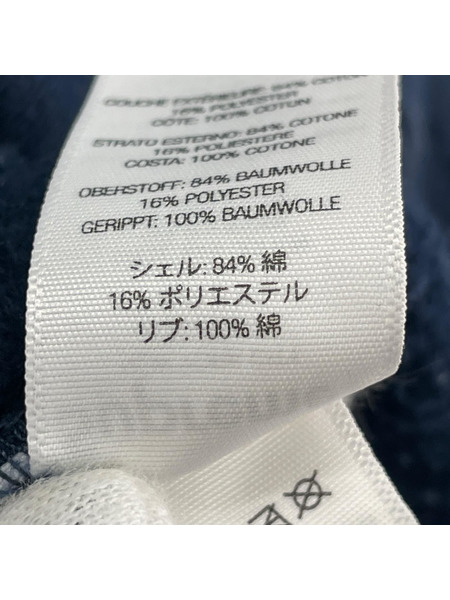 COUCHE EXTÉRIEURE: 84% COTON
16% POLYESTER
CÔTE: 100% COTON
STRATO ESTERNO: 84% COTONE
16% POLIESTERE
COSTA: 100% COTONE
OBERSTOFF: 84% BAUMWOLLE
16% POLYESTER
GERIPPT: 100% BAUMWOLLE
シェル: 84% 綿
16% ポリエステル
リブ: 100% 綿